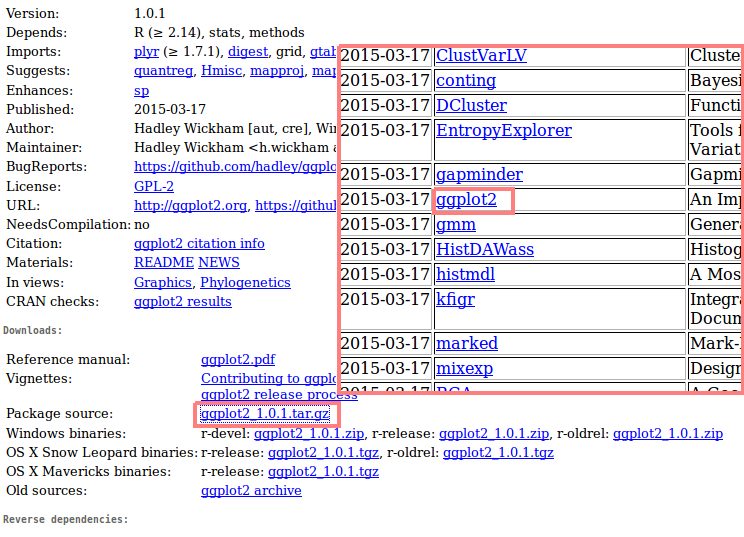 Version: 1.0.1
Depends: R (≥ 2.14), stats, methods
Imports: plyr (≥ 1.7.1), digest, grid,
Suggests: quantreg, Hmisc, mapproj,
Enhances: sp
Published: 2015-03-17
Author: Hadley Wickham [aut, cre],
Maintainer: Hadley Wickham <h.wickham
BugReports: https://github.com/hadley/ggplo
License: GPL-2
URL: http://ggplot2.org, https://github
NeedsCompilation: no
Citation: ggplot2 citation info
Materials: README NEWS
In views: Graphics, Phylogenetics
CRAN checks: ggplot2 results
Downloads:
Reference manual: ggplot2.pdf
Vignettes: Contributing to ggplo
ggplot2 release process
Package source: ggplot2_1.0.1.tar.gz
Windows binaries: r-devel: ggplot2_1.0.1.zip, r-release: ggplot2_1.0.1.zip, r-oldrel: ggplot2_1.0.1.zip
OS X Snow Leopard binaries: r-release: ggplot2_1.0.1.tgz, r-oldrel: ggplot2_1.0.1.tgz
OS X Mavericks binaries: r-release: ggplot2_1.0.1.tgz
Old sources: ggplot2 archive
Reverse dependencies:
2015-03-17 ClustVarLV Cluste
2015-03-17 conting Bayesi
2015-03-17 DCluster Functi
2015-03-17 EntropyExplorer Tools f
Variat
2015-03-17 gapminder Gapmi
2015-03-17 ggplot2 An Imp
2015-03-17 gmm Genera
2015-03-17 HistDAWass Histog
2015-03-17 histmdl A Mos
2015-03-17 kfigr Integra
Docum
2015-03-17 marked Mark-
2015-03-17 mixexp Design